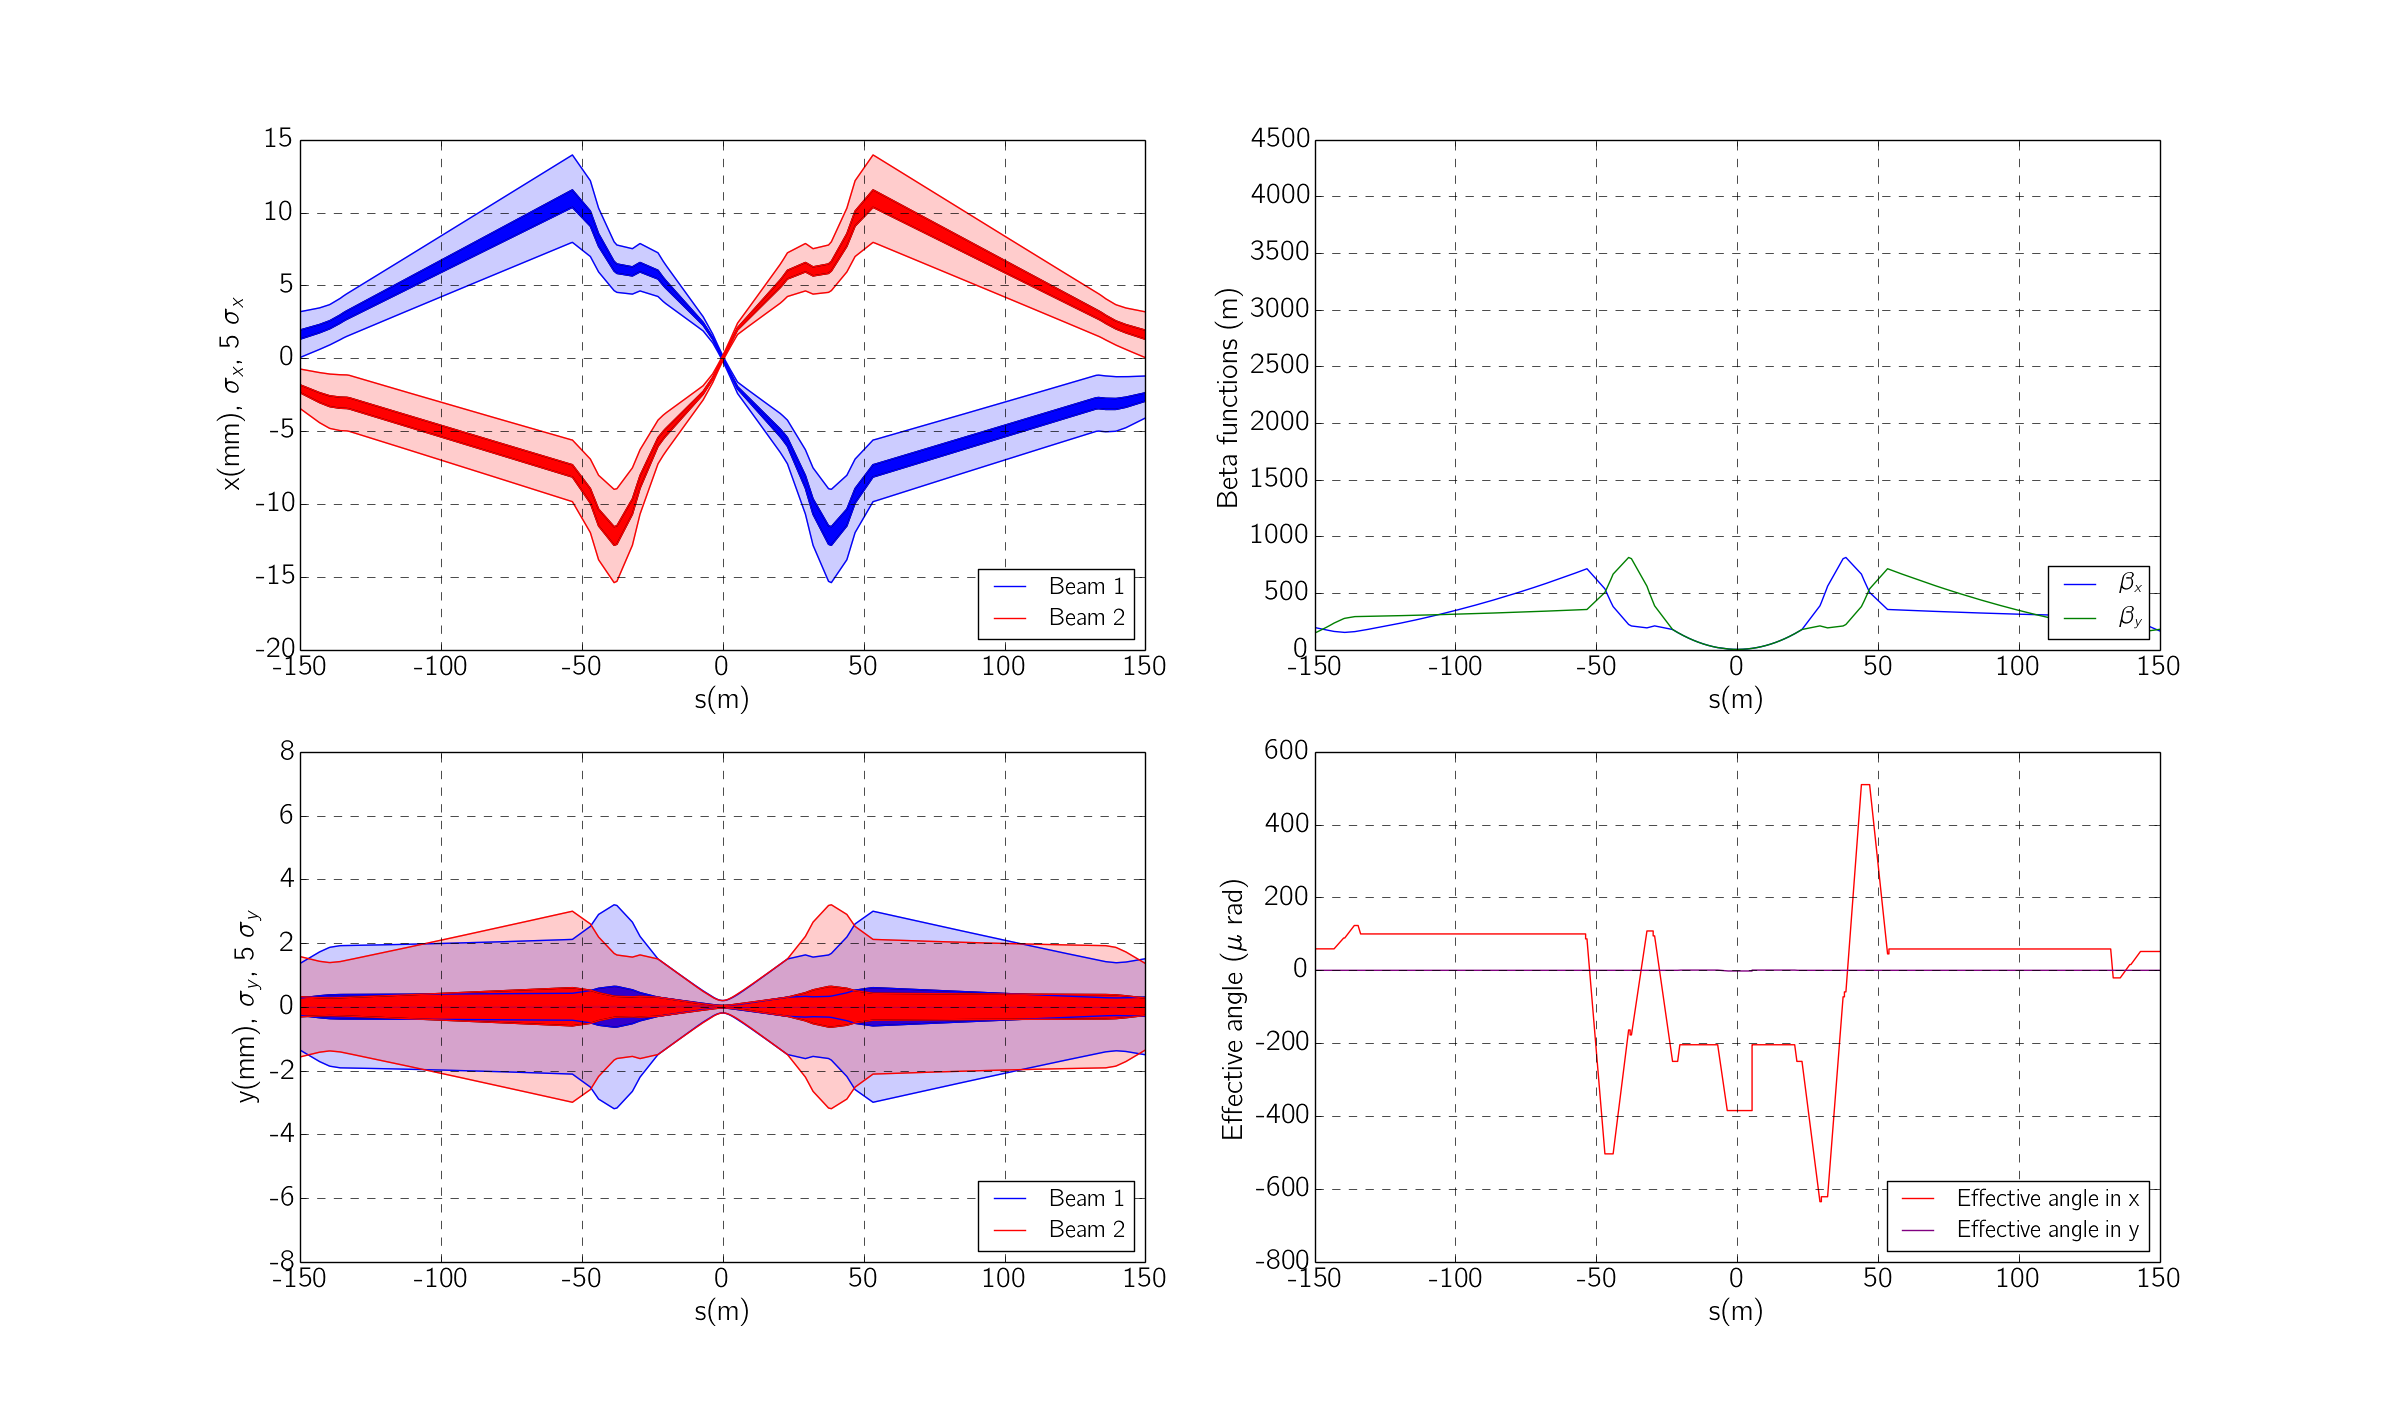 15
10
5
0
-5
-10
-15
-20
-150 -100 -50 0 50 100 150
s(m)
x(mm), σx, 5 σx
Beam 1
Beam 2
4500
4000
3500
3000
2500
2000
1500
1000
500
0
-150 -100 -50 0 50 100 150
s(m)
Beta functions (m)
βx
βy
8
6
4
2
0
-2
-4
-6
-8
-150 -100 -50 0 50 100 150
s(m)
y(mm), σy, 5 σy
Beam 1
Beam 2
600
400
200
0
-200
-400
-600
-800
-150 -100 -50 0 50 100 150
s(m)
Effective angle (μ rad)
Effective angle in x
Effective angle in y